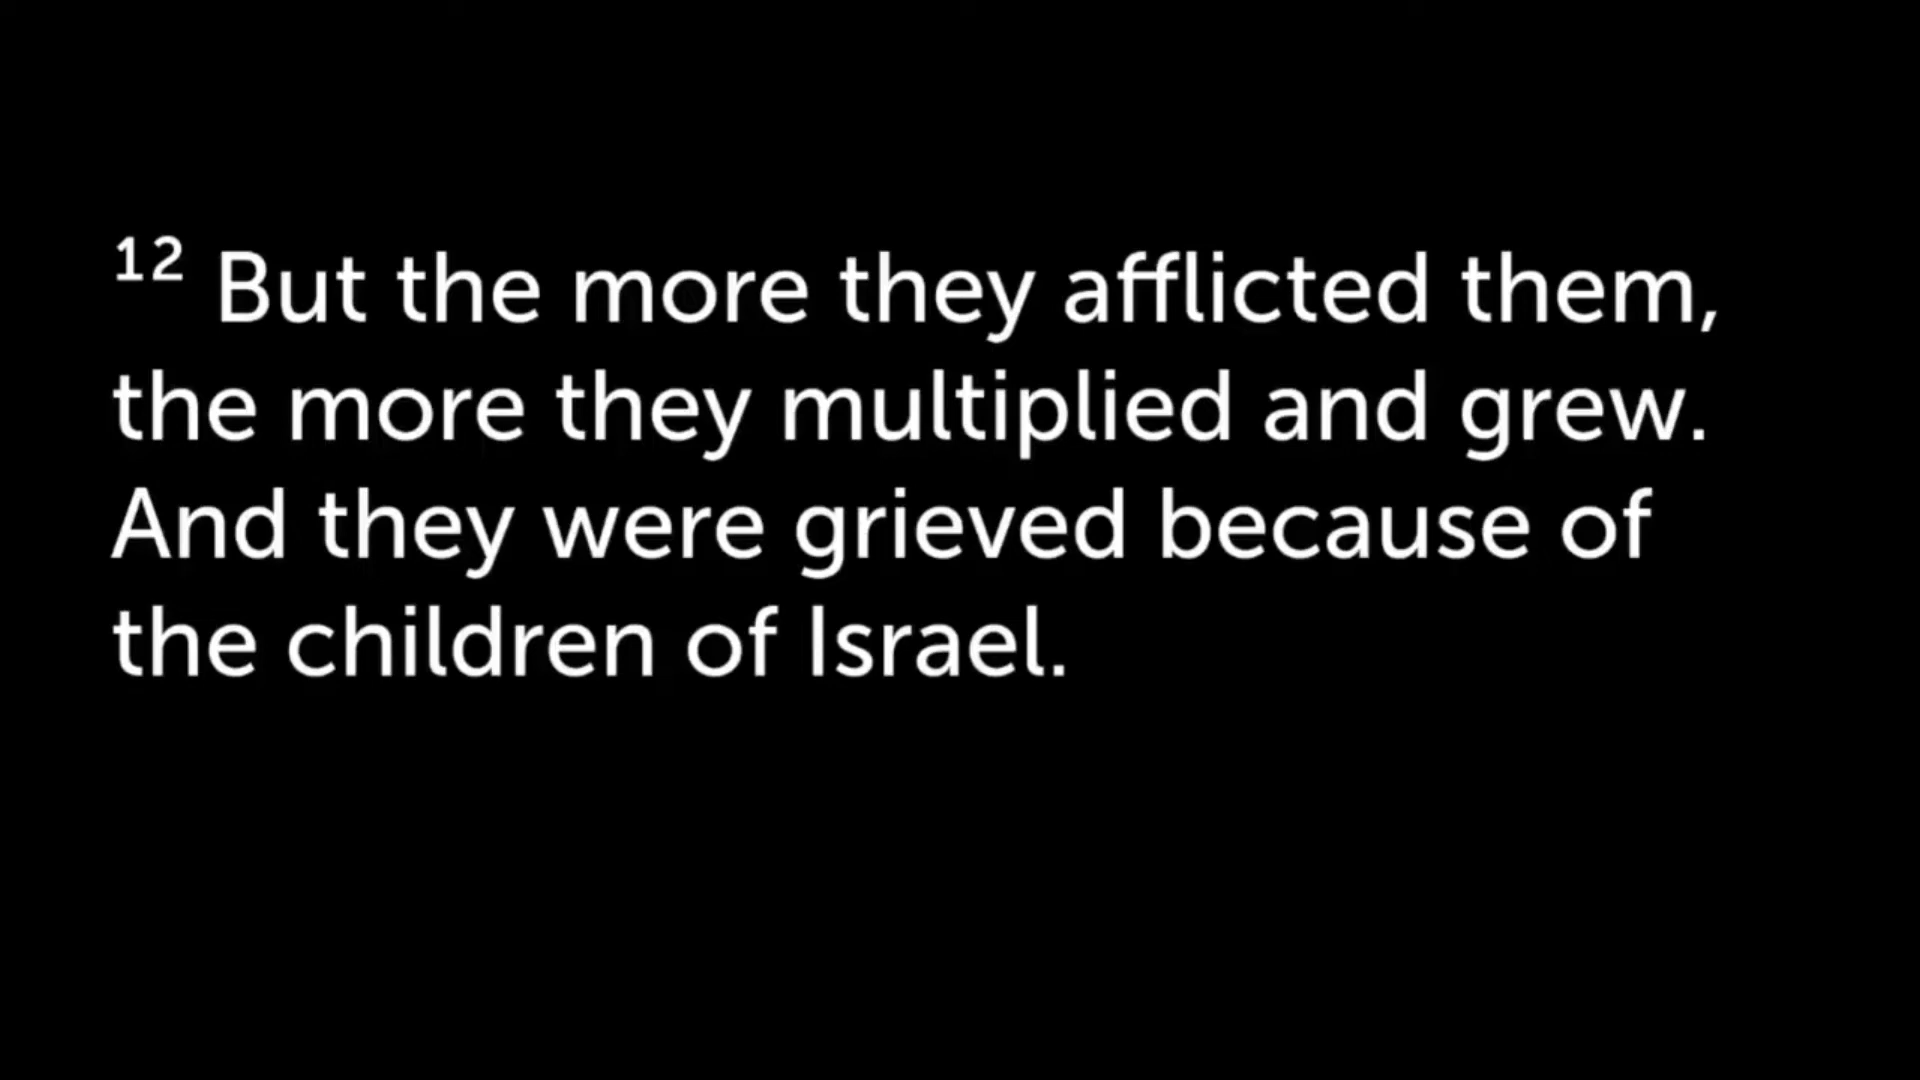 12 But the more they afflicted them,
the more they multiplied and grew.
And they were grieved because of
the children of Israel.